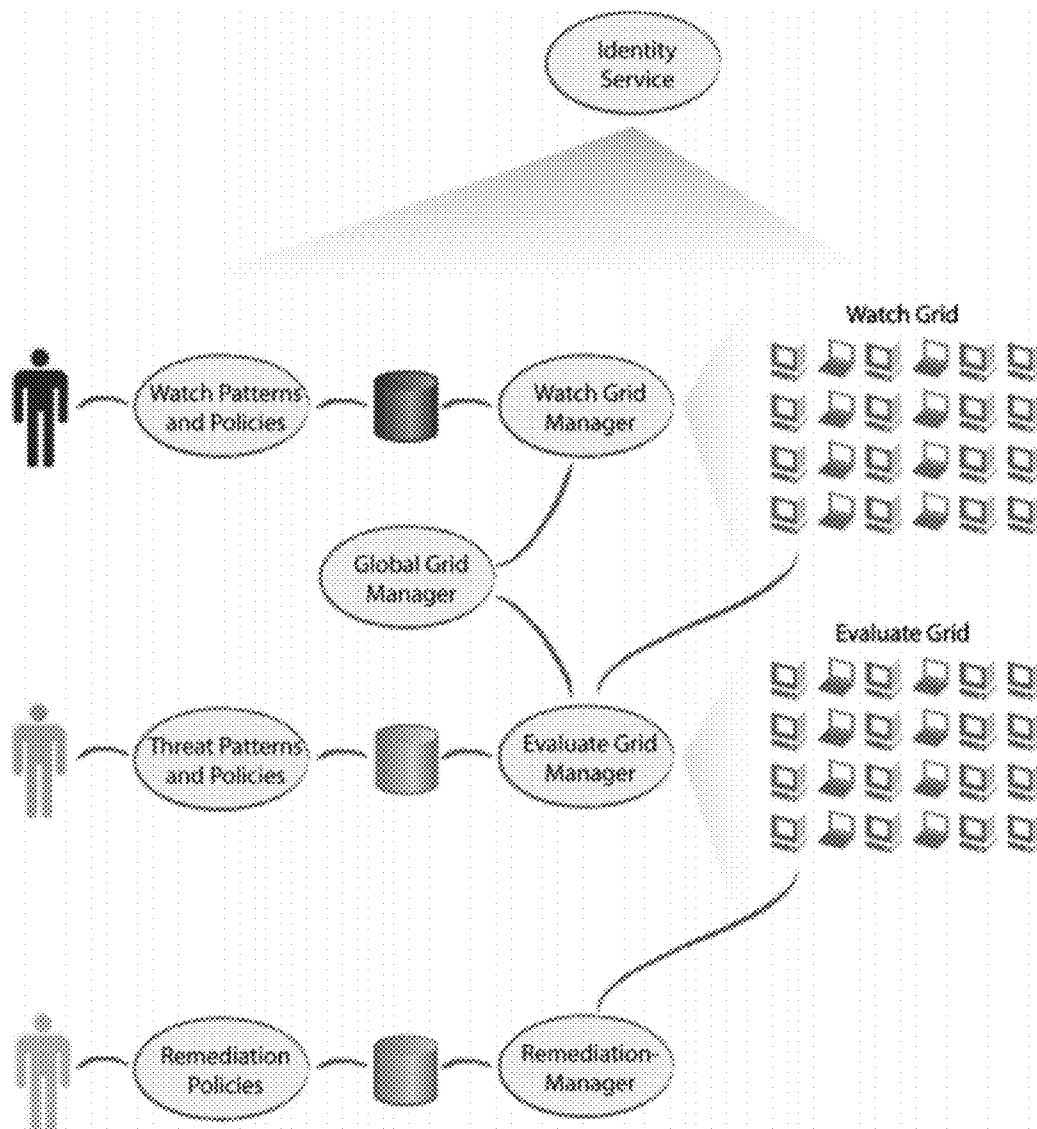 Identity
Service
Watch Grid
Watch Patterns
and Policies
Watch Grid
Manager
Global Grid
Manager
Evaluate Grid
Threat Patterns
and Policies
Evaluate Grid
Manager
Remediation
Policies
Remediation-
Manager